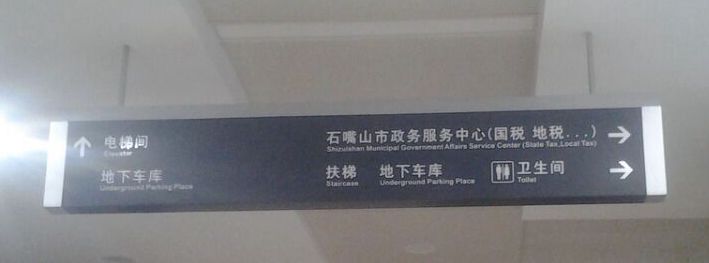 电梯间
Elevator
地下车库
Underground Parking Place
石嘴山市政务服务中心(国税 地税...)
Shizuishan Municipal Government Affairs Service Center (State Tax,Local Tax)
扶梯 地下车库 卫生间
Staircase Underground Parking Place Toilet